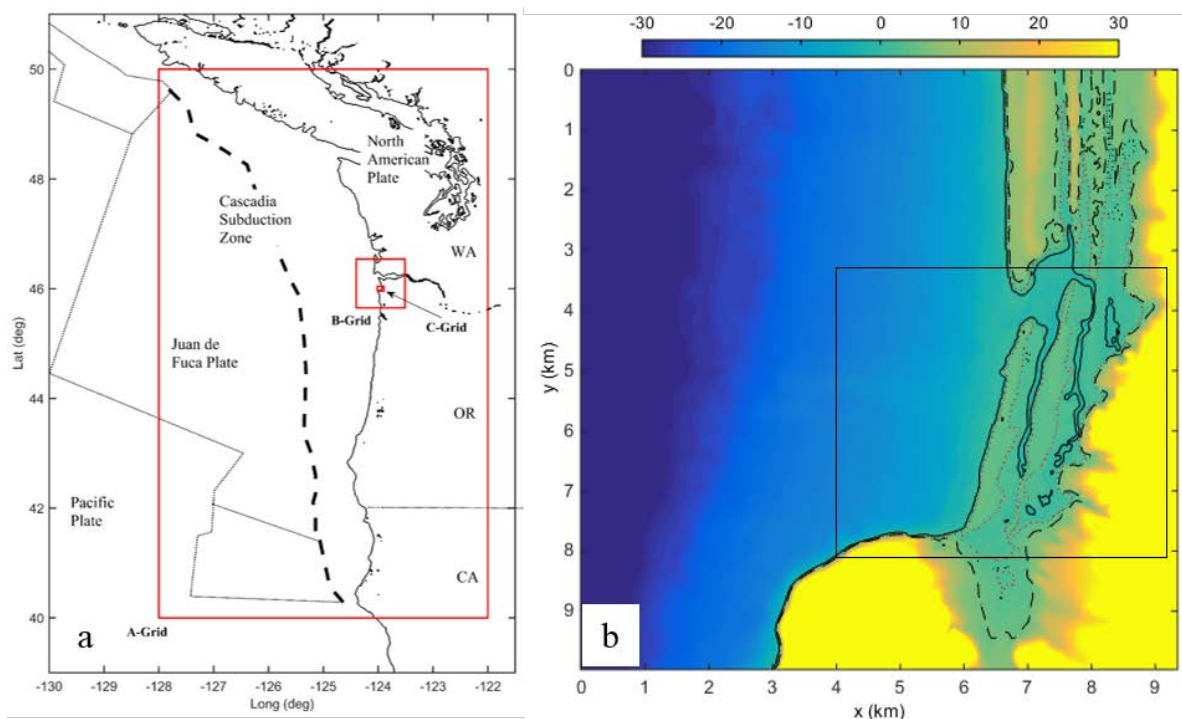 50
48
46
44
42
40
Lat (deg)
-130
-129
-128
-127
-126
-125
-124
-123
-122
Long (deg)
North
American
Plate
Cascadia
Subduction
Zone
WA
B-Grid
C-Grid
Juan de
Fuca Plate
OR
Pacific
Plate
CA
A-Grid
a
-30
-20
-10
0
10
20
30
0
1
2
3
4
5
6
7
8
9
y (km)
0
1
2
3
4
5
6
7
8
9
x (km)
b